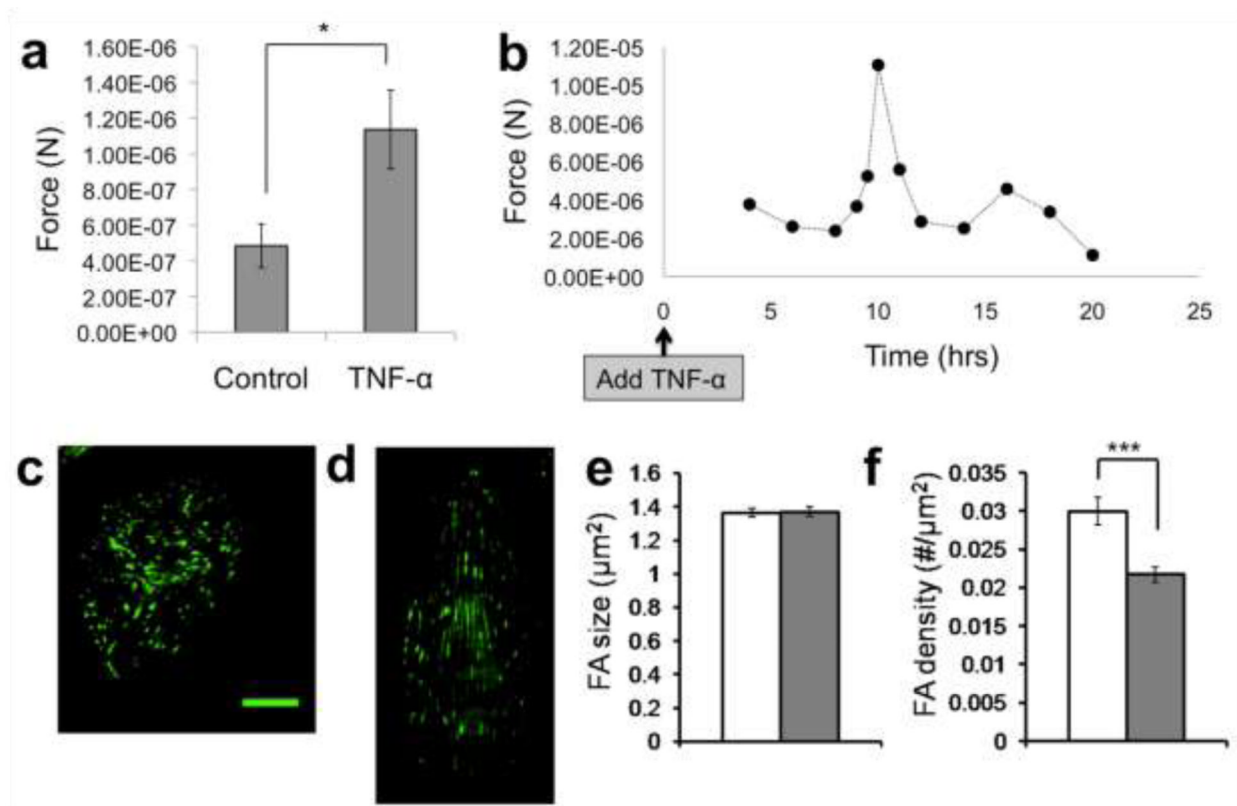 a
*
1.60E-06
1.40E-06
1.20E-06
1.00E-06
8.00E-07
6.00E-07
4.00E-07
2.00E-07
0.00E+00
Force (N)
Control TNF-α
b
1.20E-05
1.00E-05
8.00E-06
6.00E-06
4.00E-06
2.00E-06
0.00E+00
Force (N)
0 5 10 15 20 25
Time (hrs)
Add TNF-α
c
d
e
1.6
1.4
1.2
1
0.8
0.6
0.4
0.2
0
FA size (µm²)
f
***
0.035
0.03
0.025
0.02
0.015
0.01
0.005
0
FA density (#/µm²)